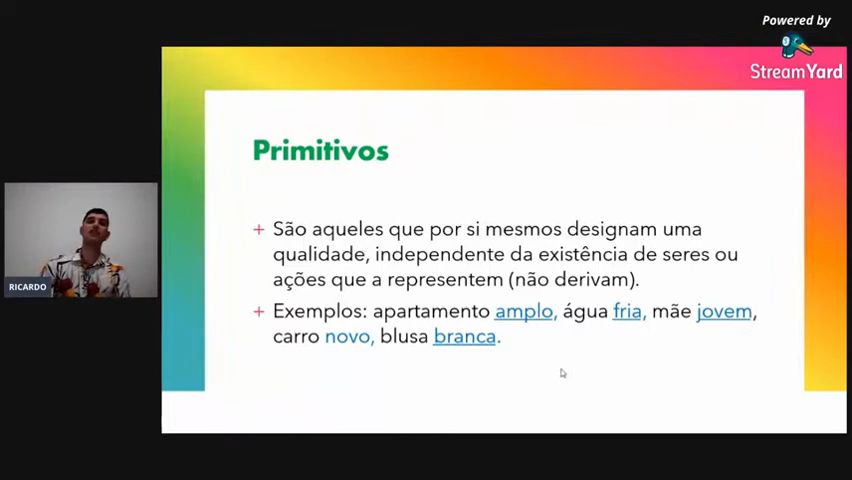 Powered by
StreamYard
Primitivos
+ São aqueles que por si mesmos designam uma
qualidade, independente da existência de seres ou
ações que a representem (não derivam).
+ Exemplos: apartamento amplo, água fria, mãe jovem,
carro novo, blusa branca.
RICARDO